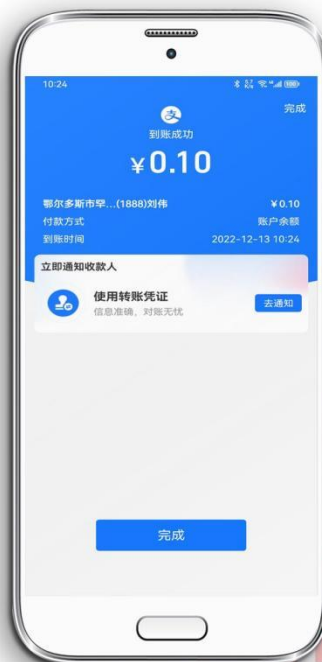 10:24
完成
支
到账成功
¥0.10
鄂尔多斯市罕...(1888)刘伟 ¥0.10
付款方式 账户余额
到账时间 2022-12-13 10:24
立即通知收款人
使用转账凭证
信息准确，对账无忧
去通知
完成